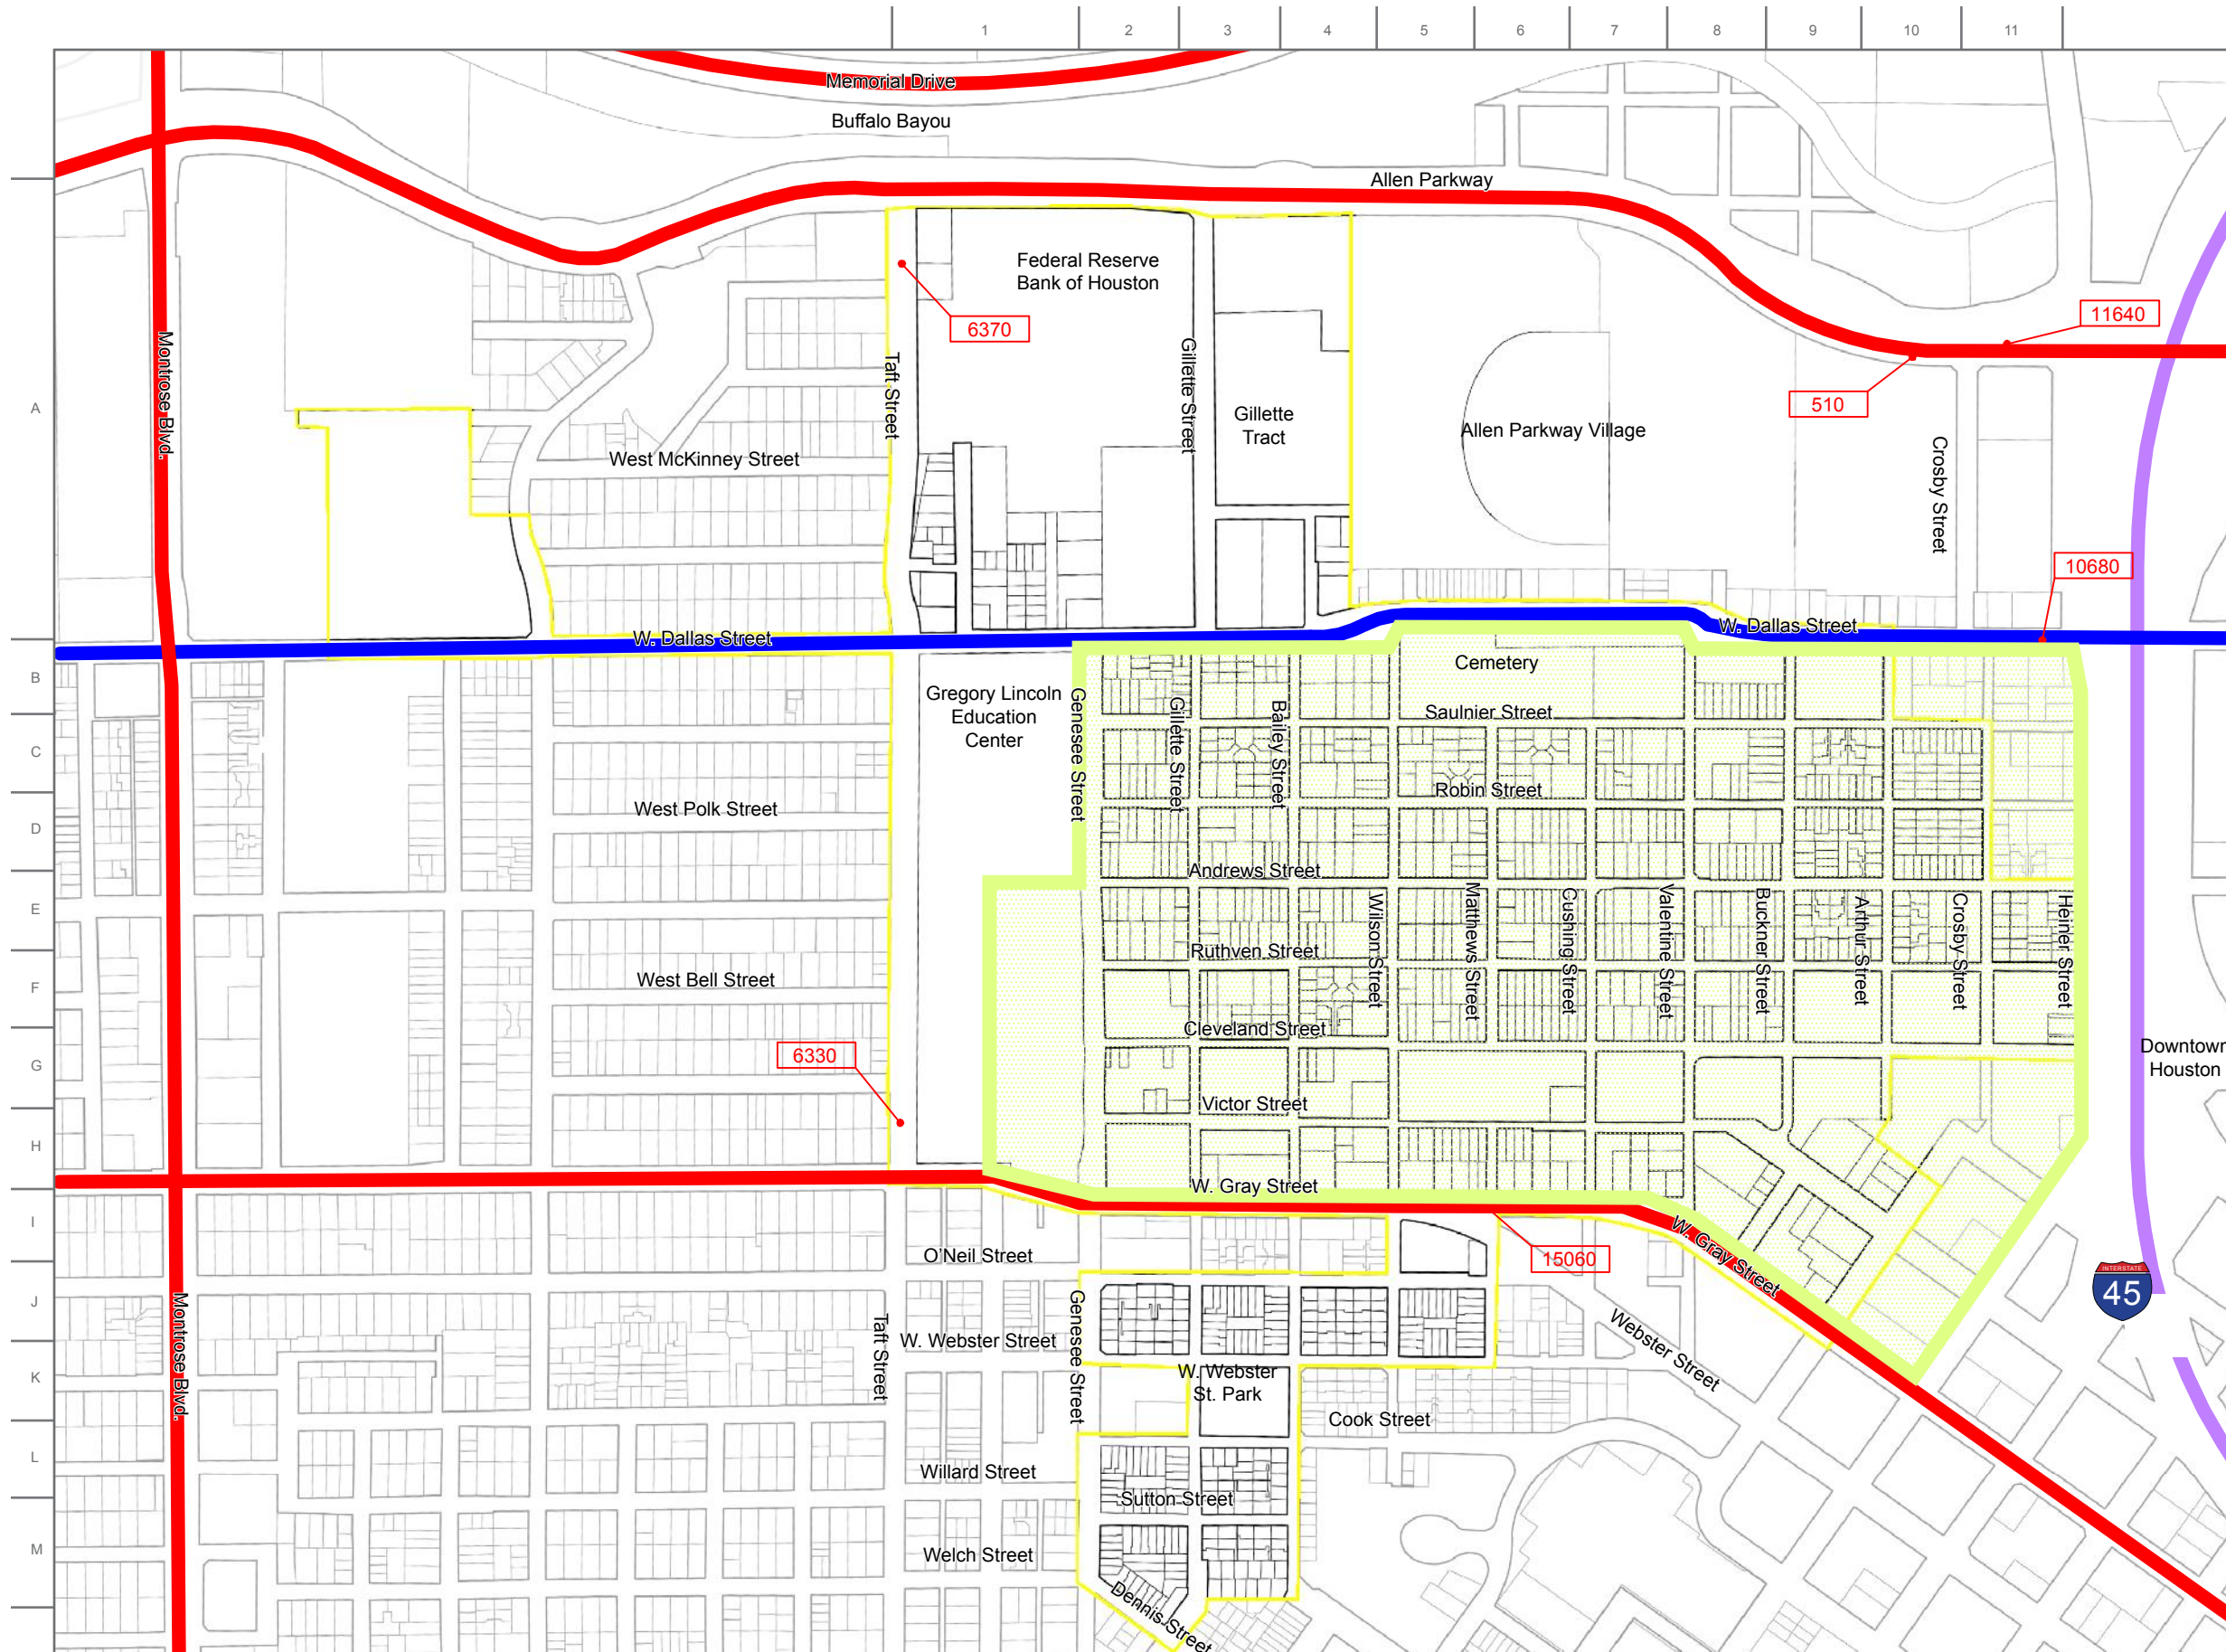 1
2
3
4
5
6
7
8
9
10
11
Memorial Drive
Buffalo Bayou
Allen Parkway
Federal Reserve
Bank of Houston
6370
11640
510
Montrose Blvd.
Taft Street
Gillette Street
A
Gillette
Tract
Allen Parkway Village
Crosby Street
West McKinney Street
10680
W. Dallas Street
W. Dallas Street
B
Cemetery
Gregory Lincoln
Education
Center
Genesee Street
Gillette Street
Bailey Street
Saulnier Street
C
Robin Street
West Polk Street
D
Andrews Street
E
Wilson Street
Matthews Street
Cushing Street
Valentine Street
Buckner Street
Arthur Street
Crosby Street
Heiner Street
Ruthven Street
West Bell Street
F
Cleveland Street
6330
G
Downtown
Houston
Victor Street
H
W. Gray Street
I
W. Gray Street
O'Neil Street
15060
INTERSTATE
45
J
Montrose Blvd.
Genesee Street
Taft Street
W. Webster Street
Webster Street
K
W. Webster
St. Park
Cook Street
L
Willard Street
Sutton Street
M
Welch Street
Dennis Street